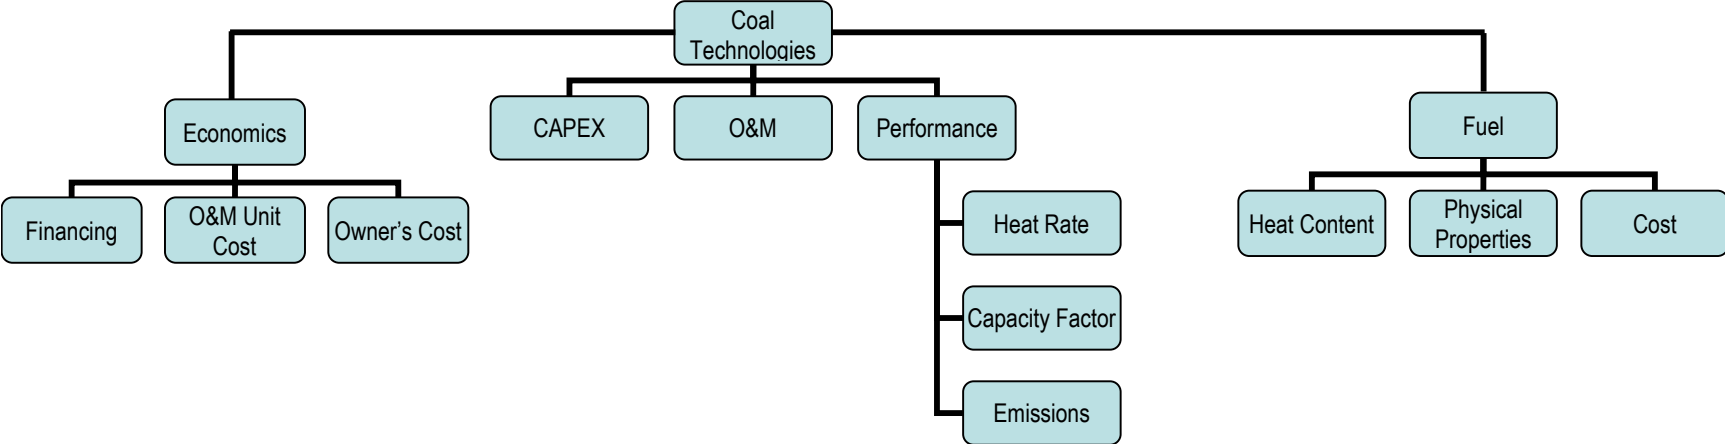 Coal
Technologies
Economics
CAPEX
O&M
Performance
Fuel
Financing
O&M Unit
Cost
Owner's Cost
Heat Rate
Capacity Factor
Emissions
Heat Content
Physical
Properties
Cost